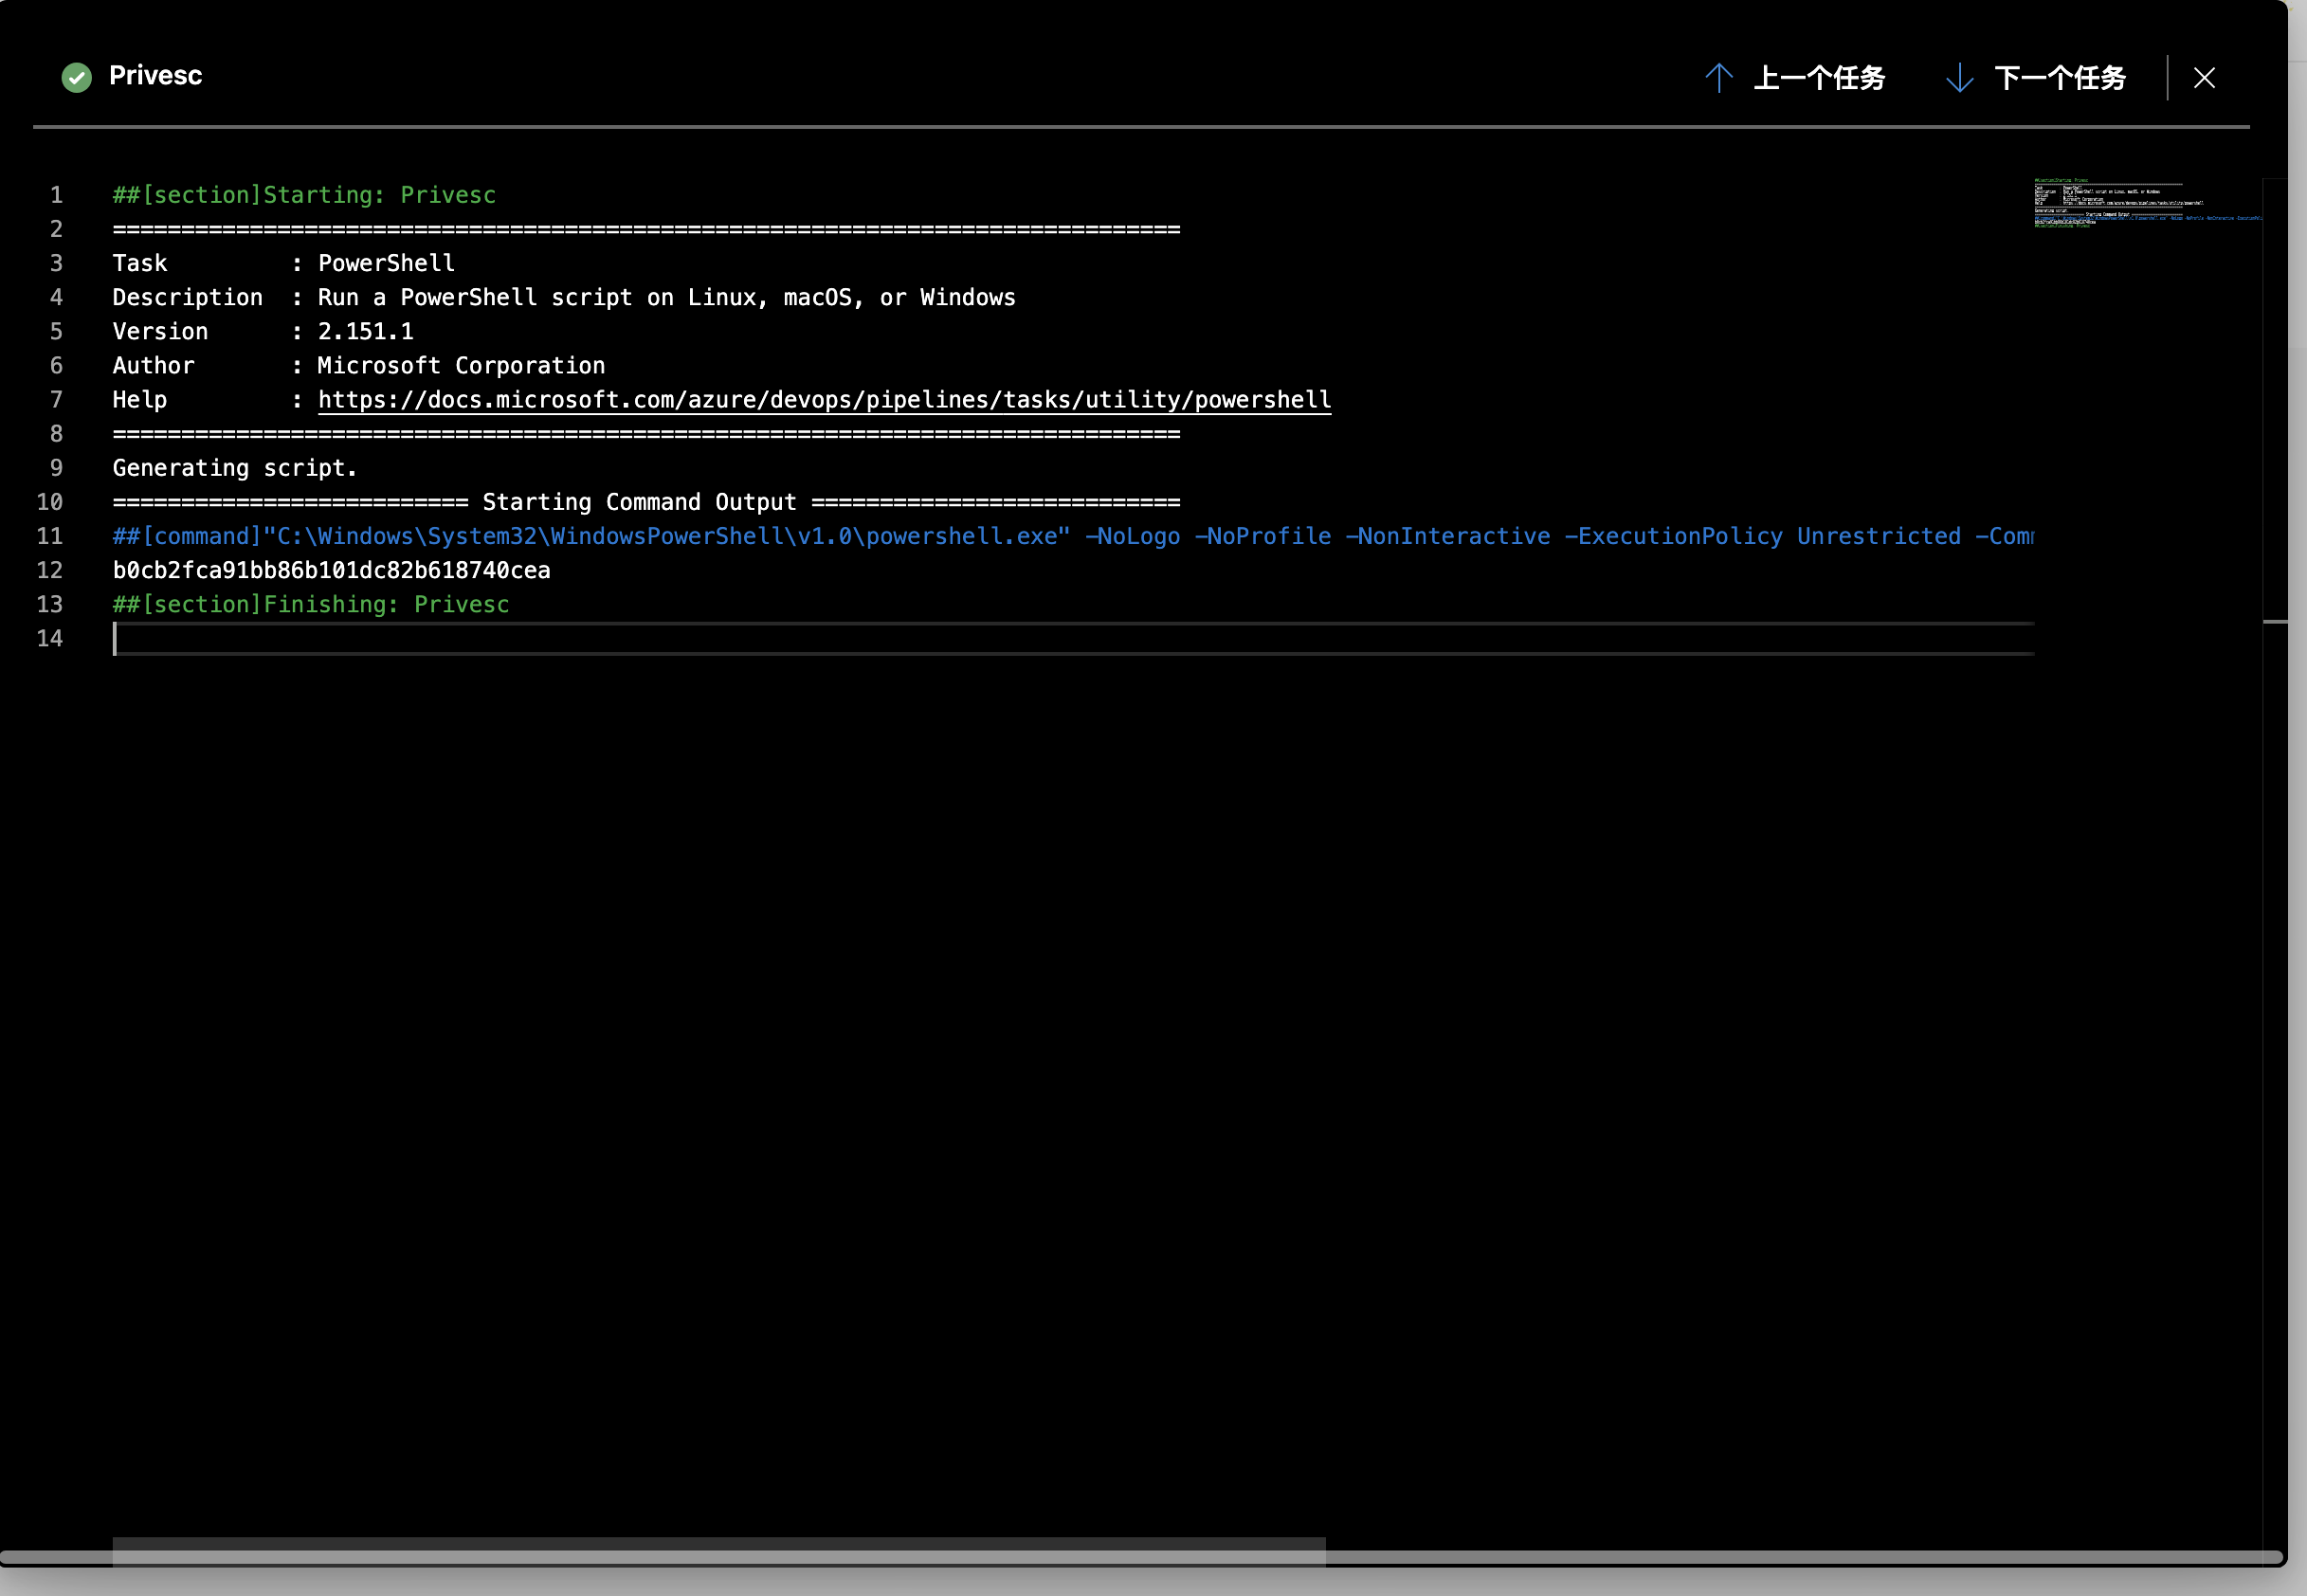 Privesc
上一个任务
下一个任务
1 ##[section]Starting: Privesc
2 ==============================================================================
3 Task         : PowerShell
4 Description  : Run a PowerShell script on Linux, macOS, or Windows
5 Version      : 2.151.1
6 Author       : Microsoft Corporation
7 Help         : https://docs.microsoft.com/azure/devops/pipelines/tasks/utility/powershell
8 ==============================================================================
9 Generating script.
10 ========================== Starting Command Output ===========================
11 ##[command]"C:\Windows\System32\WindowsPowerShell\v1.0\powershell.exe" -NoLogo -NoProfile -NonInteractive -ExecutionPolicy Unrestricted
12 b0cb2fca91bb86b101dc82b618740cea
13 ##[section]Finishing: Privesc
14